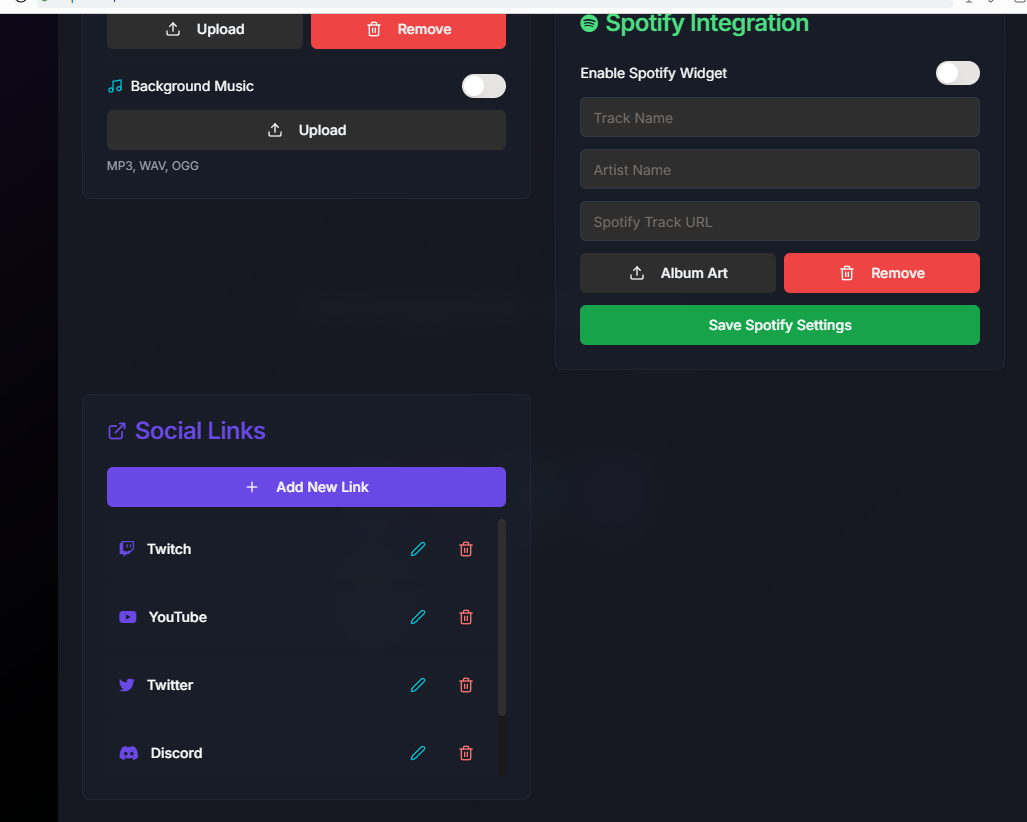 Upload
Remove
Background Music
Upload
MP3, WAV, OGG
Spotify Integration
Enable Spotify Widget
Track Name
Artist Name
Spotify Track URL
Album Art
Remove
Save Spotify Settings
Social Links
Add New Link
Twitch
YouTube
Twitter
Discord